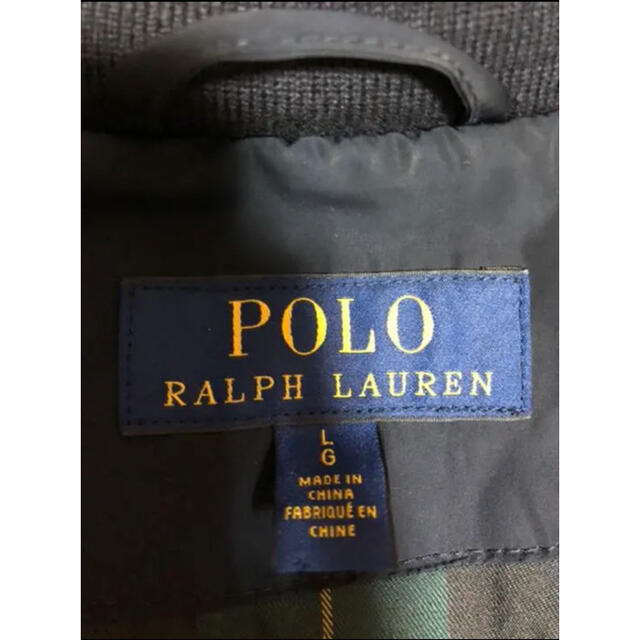 POLO
RALPH LAUREN
L
G
MADE IN
CHINA
FABRIQUÉ EN
CHINE